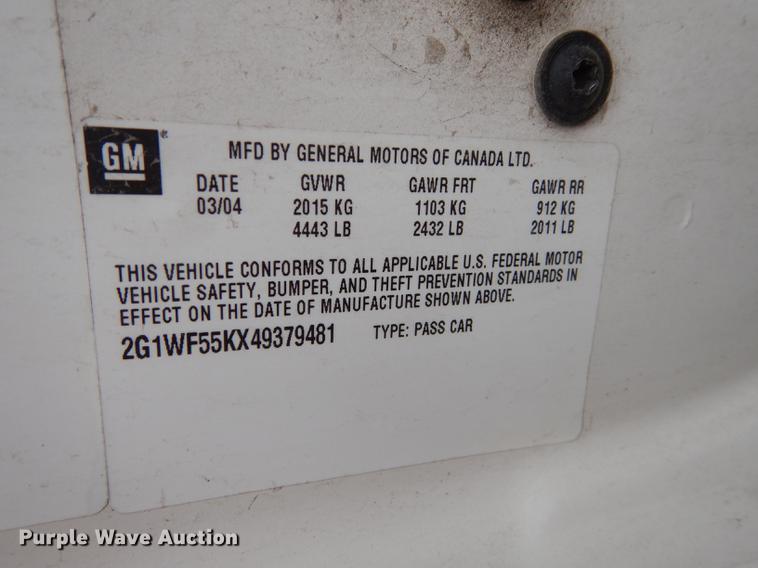 GM
MFD BY GENERAL MOTORS OF CANADA LTD.
DATE GVWR GAWR FRT GAWR RR
03/04 2015 KG 1103 KG 912 KG
4443 LB 2432 LB 2011 LB
THIS VEHICLE CONFORMS TO ALL APPLICABLE U.S. FEDERAL MOTOR
VEHICLE SAFETY, BUMPER, AND THEFT PREVENTION STANDARDS IN
EFFECT ON THE DATE OF MANUFACTURE SHOWN ABOVE.
2G1WF55KX49379481 TYPE: PASS CAR
Purple Wave Auction